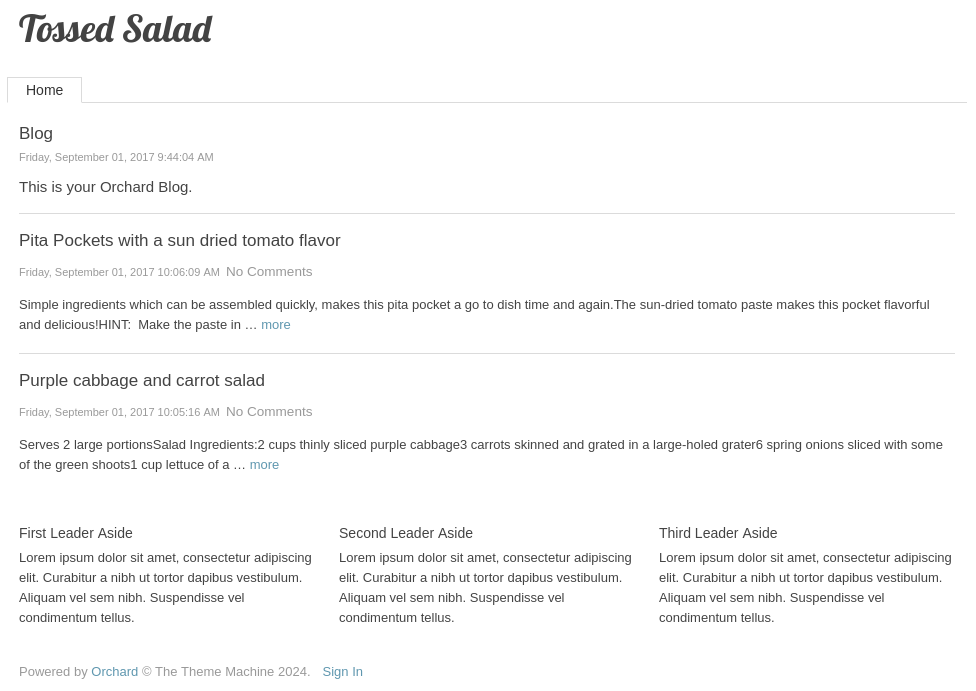 Tossed Salad
Home
Blog
Friday, September 01, 2017 9:44:04 AM
This is your Orchard Blog.
Pita Pockets with a sun dried tomato flavor
Friday, September 01, 2017 10:06:09 AM No Comments
Simple ingredients which can be assembled quickly, makes this pita pocket a go to dish time and again.The sun-dried tomato paste makes this pocket flavorful
and delicious!HINT:  Make the paste in … more
Purple cabbage and carrot salad
Friday, September 01, 2017 10:05:16 AM No Comments
Serves 2 large portionsSalad Ingredients:2 cups thinly sliced purple cabbage3 carrots skinned and grated in a large-holed grater6 spring onions sliced with some
of the green shoots1 cup lettuce of a … more
First Leader Aside
Lorem ipsum dolor sit amet, consectetur adipiscing
elit. Curabitur a nibh ut tortor dapibus vestibulum.
Aliquam vel sem nibh. Suspendisse vel
condimentum tellus.
Second Leader Aside
Lorem ipsum dolor sit amet, consectetur adipiscing
elit. Curabitur a nibh ut tortor dapibus vestibulum.
Aliquam vel sem nibh. Suspendisse vel
condimentum tellus.
Third Leader Aside
Lorem ipsum dolor sit amet, consectetur adipiscing
elit. Curabitur a nibh ut tortor dapibus vestibulum.
Aliquam vel sem nibh. Suspendisse vel
condimentum tellus.
Powered by Orchard © The Theme Machine 2024. Sign In